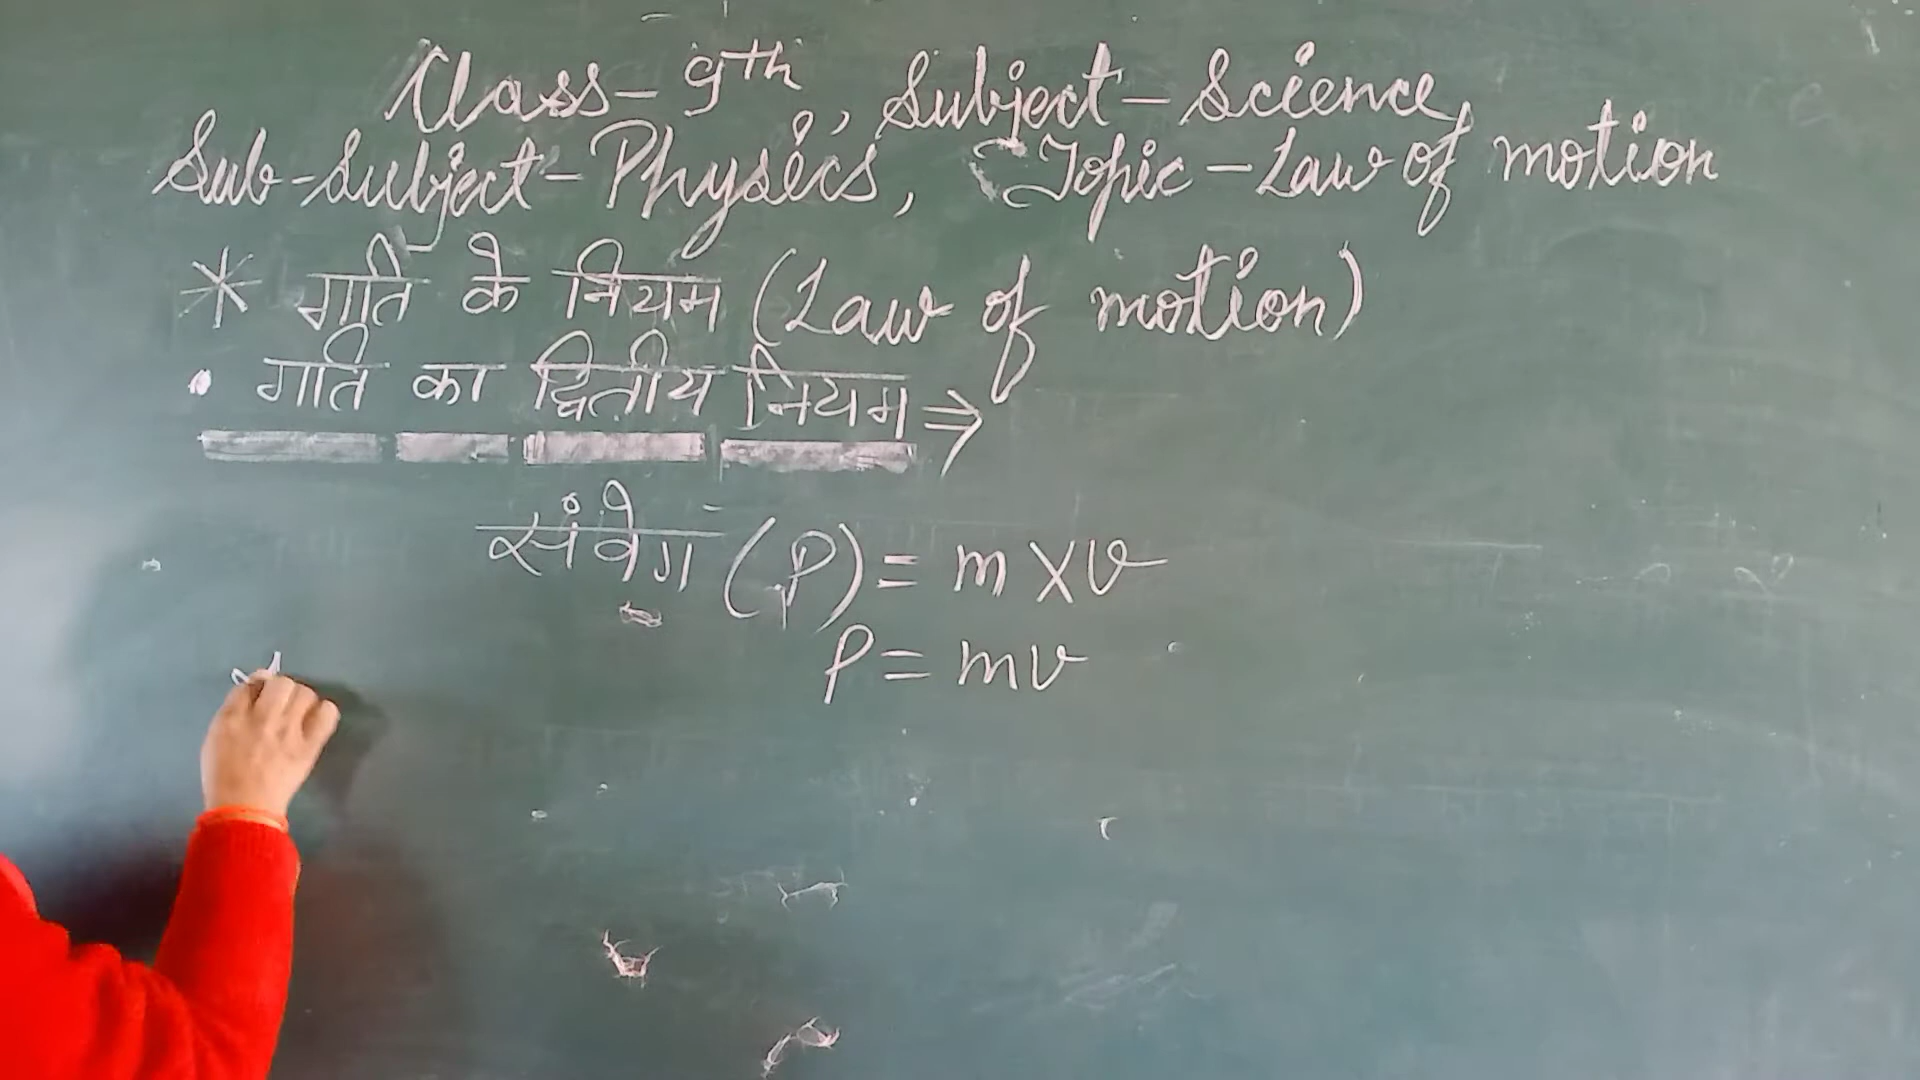 Class-9th, Subject-Science,
Sub-Subject-Physics, Topic-Law of motion
* गति के नियम (Law of motion)
• गति का द्वितीय नियम ⇒
संवेग (P) = m × v
P = mv